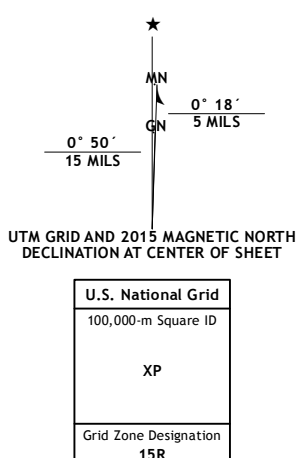 ★
MN
GN
0° 18´
5 MILS
0° 50´
15 MILS
UTM GRID AND 2015 MAGNETIC NORTH
DECLINATION AT CENTER OF SHEET
U.S. National Grid
100,000-m Square ID
XP
Grid Zone Designation
15R